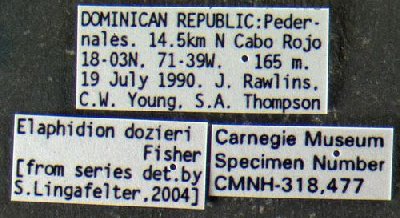 DOMINICAN REPUBLIC:Peder-
nales. 14.5km N Cabo Rojo
18-03N, 71-39W. 165 m.
19 July 1990. J. Rawlins,
C.W. Young, S.A. Thompson
Elaphidion dozieri
Fisher
[from series det.by
S.Lingafelter,2004]
Carnegie Museum
Specimen Number
CMNH-318,477